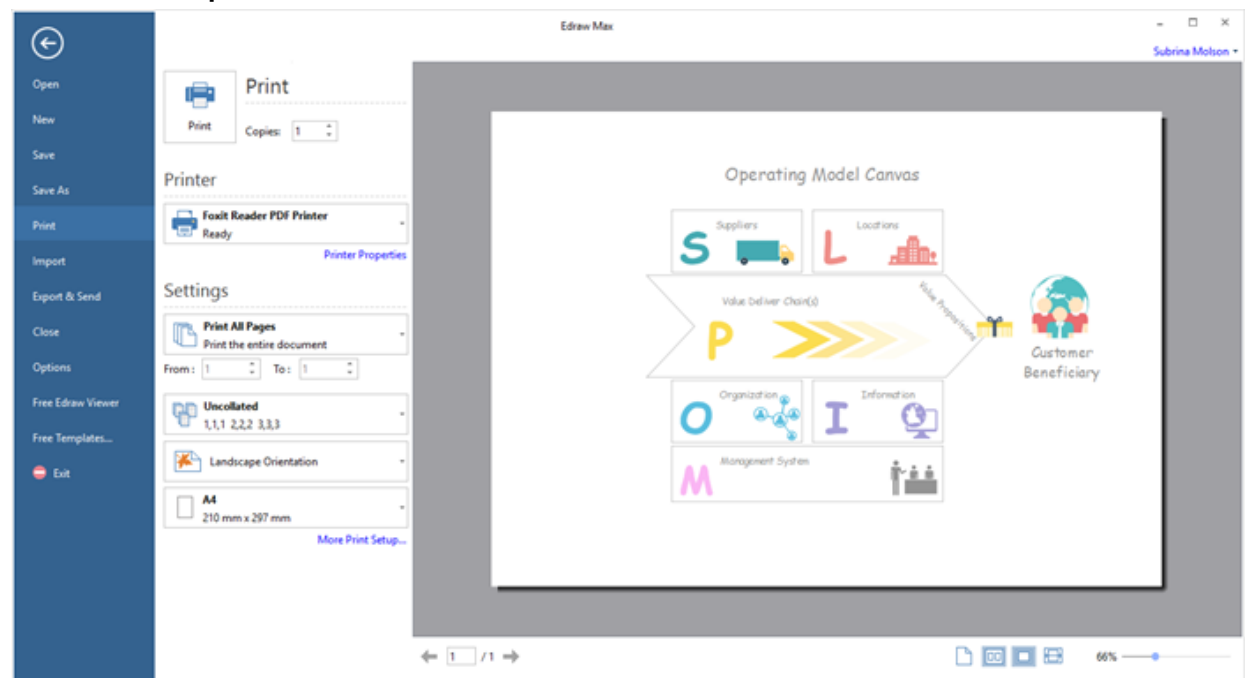 Edraw Max
Subrina Molson
Open
New
Save
Save As
Print
Import
Export & Send
Close
Options
Free Edraw Viewer
Free Templates...
Exit
Print
Print
Copies: 1
Printer
Foxit Reader PDF Printer
Ready
Printer Properties
Settings
Print All Pages
Print the entire document
From: 1 To: 1
Uncollated
1,1,1 2,2,2 3,3,3
Landscape Orientation
A4
210 mm x 297 mm
More Print Setup...
Operating Model Canvas
Suppliers
S
Locations
L
Value Deliver Chain(s)
P
Value Propositions
Customer
Beneficiary
Organization
O
Information
I
Management System
M
1 / 1
66%